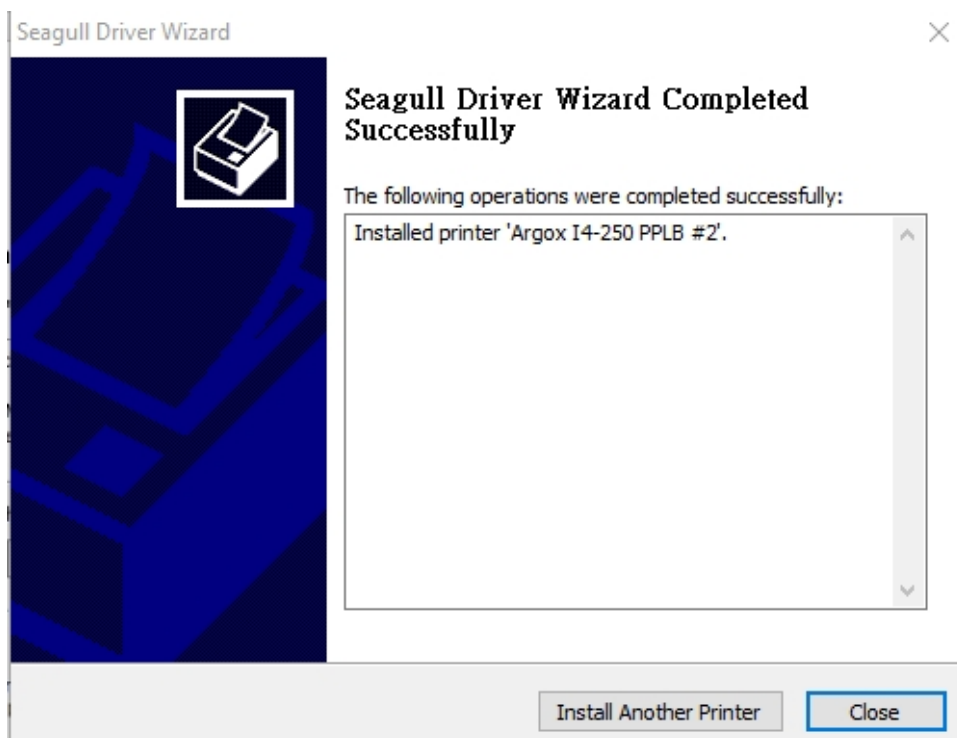 Seagull Driver Wizard
Seagull Driver Wizard Completed
Successfully
The following operations were completed successfully:
Installed printer 'Argox I4-250 PPLB #2'.
Install Another Printer
Close